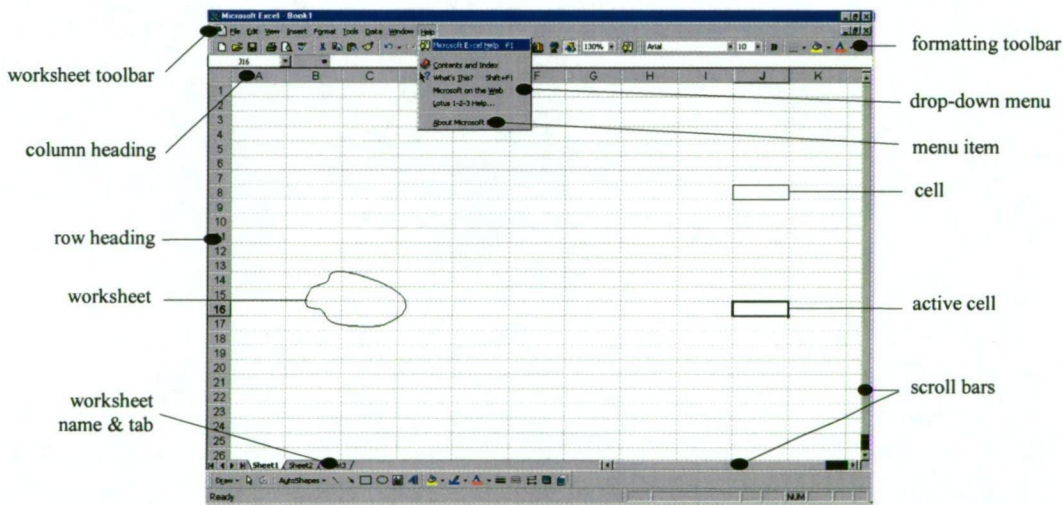 Microsoft Excel - Book1
File Edit View Insert Format Tools Data Window Help
130% Arial 10 B
J16 =
Microsoft Excel Help F1
Contents and Index
What's This? Shift+F1
Microsoft on the Web
Lotus 1-2-3 Help...
About Microsoft
A B C F G H I J K
1
2
3
4
5
6
7
8
9
10
12
13
14
15
16
17
18
19
20
21
22
23
24
25
26
Sheet1 Sheet2
Draw AutoShapes
Ready NUM
worksheet toolbar
column heading
row heading
worksheet
worksheet
name & tab
formatting toolbar
drop-down menu
menu item
cell
active cell
scroll bars